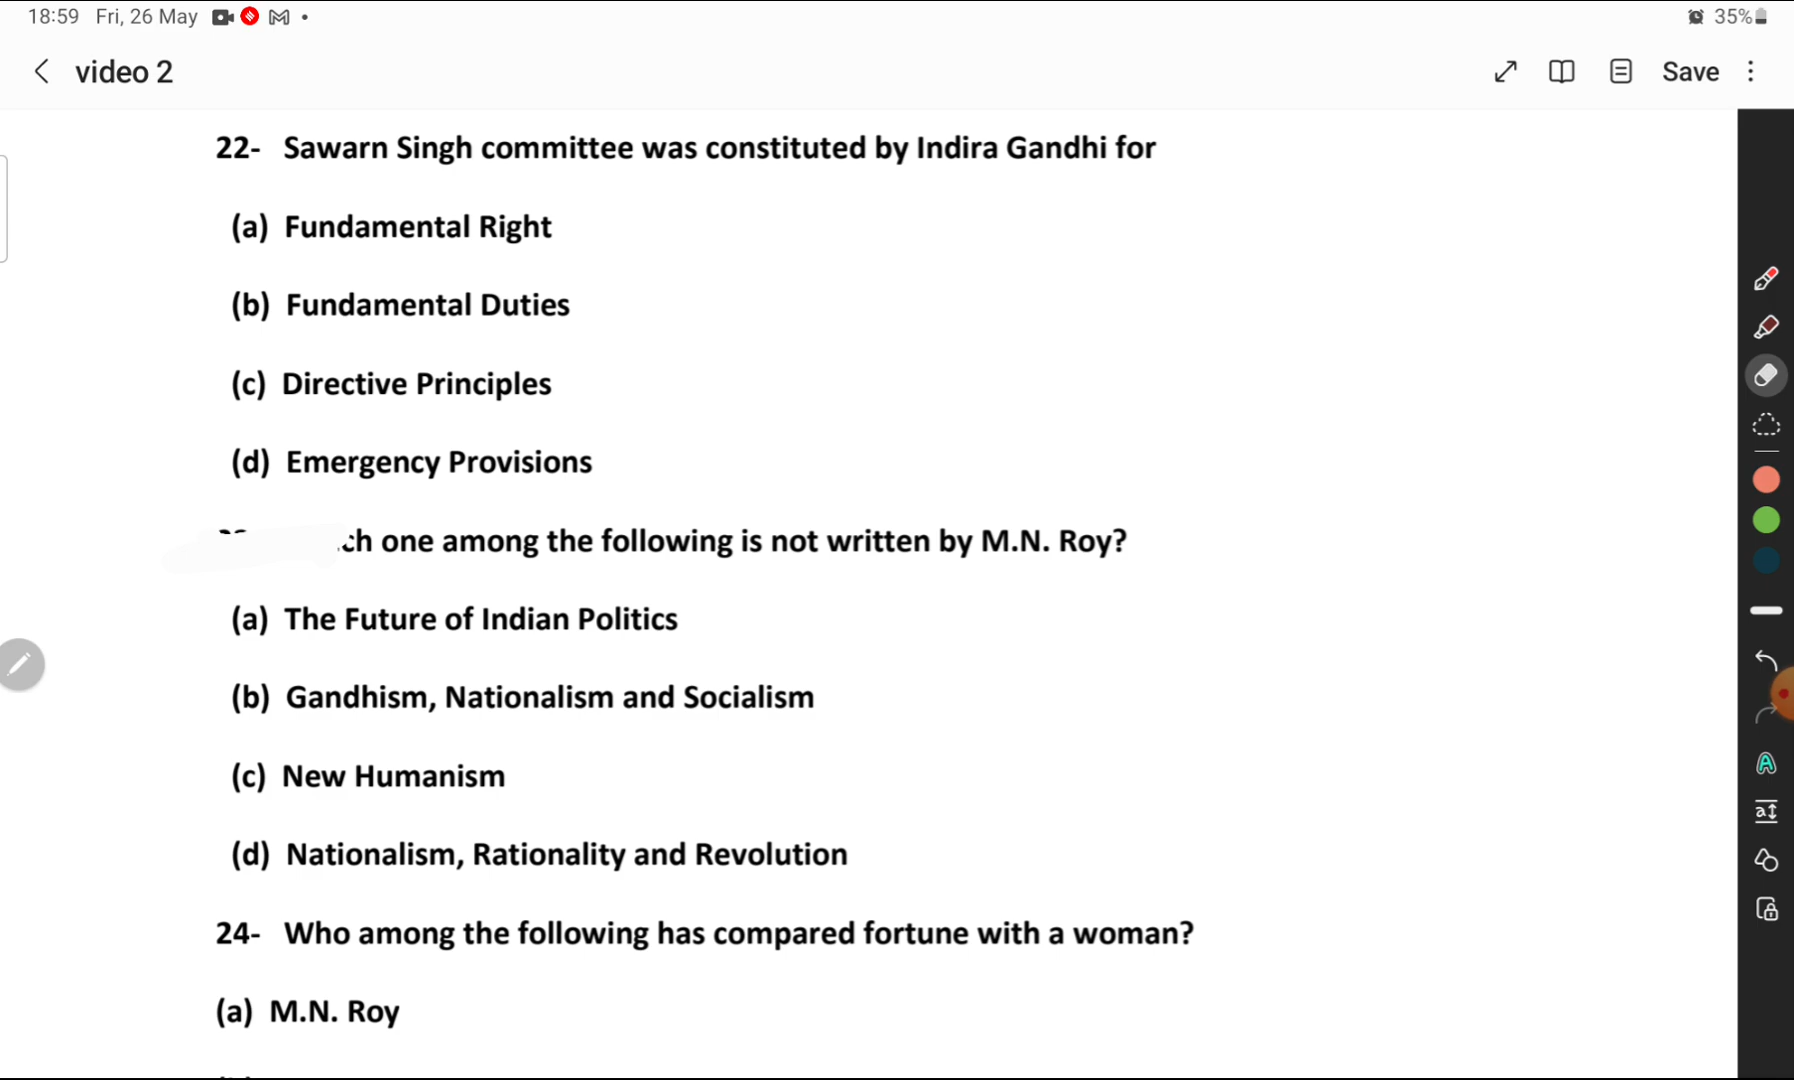 18:59 Fri, 26 May
35%
video 2
Save
22- Sawarn Singh committee was constituted by Indira Gandhi for
(a) Fundamental Right
(b) Fundamental Duties
(c) Directive Principles
(d) Emergency Provisions
ch one among the following is not written by M.N. Roy?
(a) The Future of Indian Politics
(b) Gandhism, Nationalism and Socialism
(c) New Humanism
(d) Nationalism, Rationality and Revolution
24- Who among the following has compared fortune with a woman?
(a) M.N. Roy